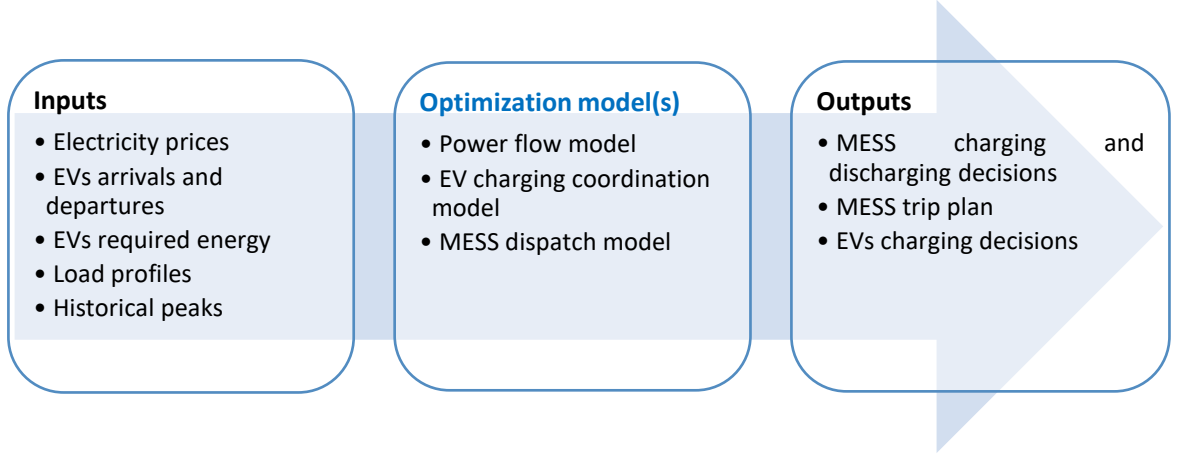 Inputs
• Electricity prices
• EVs arrivals and
departures
• EVs required energy
• Load profiles
• Historical peaks
Optimization model(s)
• Power flow model
• EV charging coordination
model
• MESS dispatch model
Outputs
• MESS charging and
discharging decisions
• MESS trip plan
• EVs charging decisions